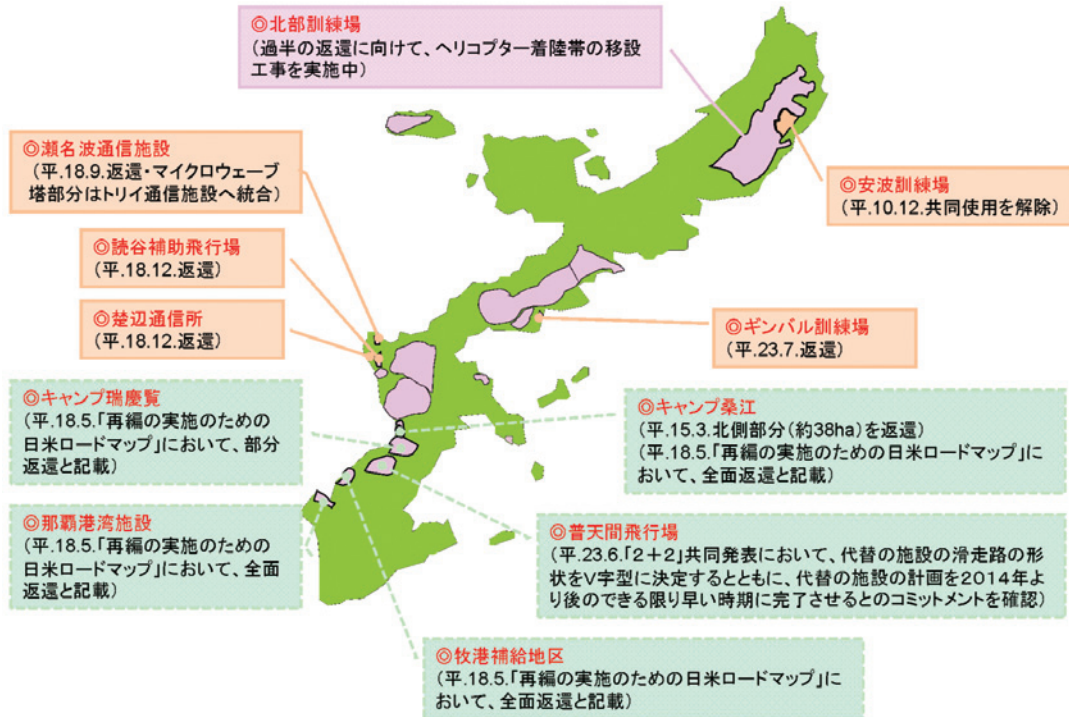 ◎北部訓練場
(過半の返還に向けて、ヘリコプター着陸帯の移設
工事を実施中)
◎瀬名波通信施設
(平.18.9.返還・マイクロウェーブ
塔部分はトリイ通信施設へ統合)
◎安波訓練場
(平.10.12.共同使用を解除)
◎読谷補助飛行場
(平.18.12.返還)
◎楚辺通信所
(平.18.12.返還)
◎ギンバル訓練場
(平.23.7.返還)
◎キャンプ瑞慶覧
(平.18.5.「再編の実施のための
日米ロードマップ」において、部分
返還と記載)
◎キャンプ桑江
(平.15.3.北側部分(約38ha)を返還)
(平.18.5.「再編の実施のための日米ロードマップ」に
おいて、全面返還と記載)
◎那覇港湾施設
(平.18.5.「再編の実施のための
日米ロードマップ」において、全面
返還と記載)
◎普天間飛行場
(平.23.6.「2+2」共同発表において、代替の施設の滑走路の形
状をV字型に決定するとともに、代替の施設の計画を2014年よ
り後のできる限り早い時期に完了させるとのコミットメントを確認)
◎牧港補給地区
(平.18.5.「再編の実施のための日米ロードマップ」に
おいて、全面返還と記載)